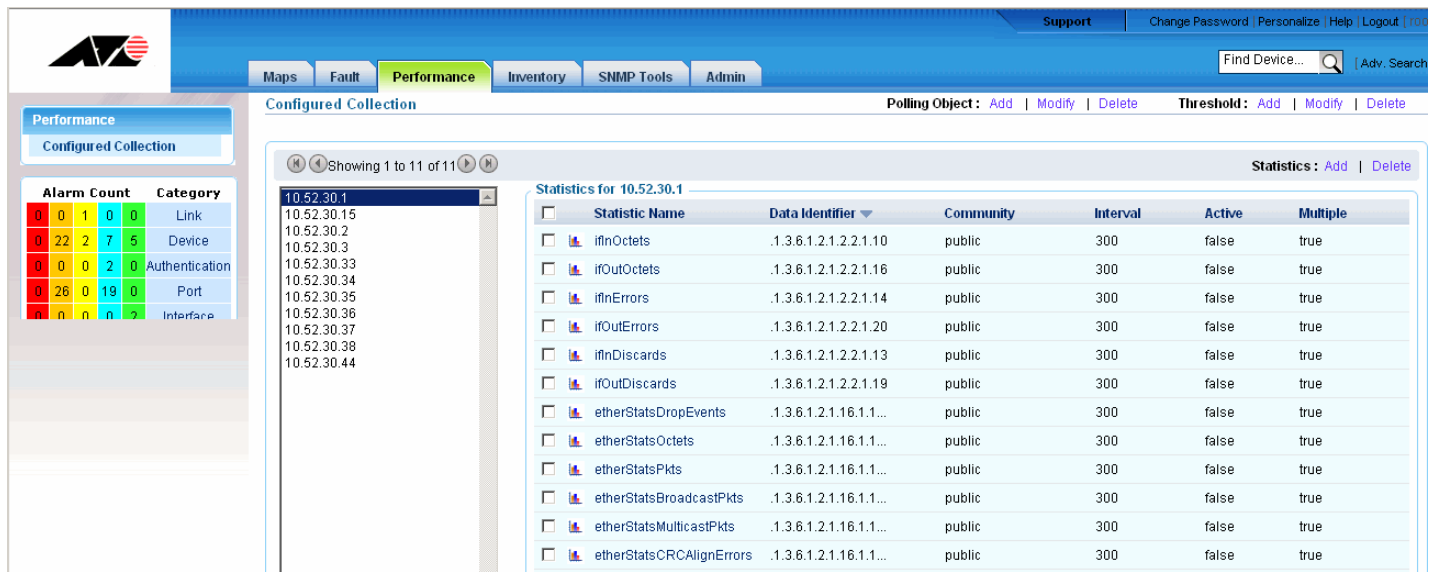 Support Change Password | Personalize | Help | Logout [
Find Device... [ Adv. Search
Maps Fault Performance Inventory SNMP Tools Admin
Configured Collection Polling Object : Add | Modify | Delete Threshold : Add | Modify | Delete
Performance
Configured Collection
Showing 1 to 11 of 11 Statistics : Add | Delete
Alarm Count Category
0 0 1 0 0 Link
0 22 2 7 5 Device
0 0 0 2 0 Authentication
0 26 0 19 0 Port
0 0 0 0 2 Interface
10.52.30.1
10.52.30.15
10.52.30.2
10.52.30.3
10.52.30.33
10.52.30.34
10.52.30.35
10.52.30.36
10.52.30.37
10.52.30.38
10.52.30.44
Statistics for 10.52.30.1
Statistic Name Data Identifier Community Interval Active Multiple
ifInOctets .1.3.6.1.2.1.2.2.1.10 public 300 false true
ifOutOctets .1.3.6.1.2.1.2.2.1.16 public 300 false true
ifInErrors .1.3.6.1.2.1.2.2.1.14 public 300 false true
ifOutErrors .1.3.6.1.2.1.2.2.1.20 public 300 false true
ifInDiscards .1.3.6.1.2.1.2.2.1.13 public 300 false true
ifOutDiscards .1.3.6.1.2.1.2.2.1.19 public 300 false true
etherStatsDropEvents .1.3.6.1.2.1.16.1.1... public 300 false true
etherStatsOctets .1.3.6.1.2.1.16.1.1... public 300 false true
etherStatsPkts .1.3.6.1.2.1.16.1.1... public 300 false true
etherStatsBroadcastPkts .1.3.6.1.2.1.16.1.1... public 300 false true
etherStatsMulticastPkts .1.3.6.1.2.1.16.1.1... public 300 false true
etherStatsCRCAlignErrors .1.3.6.1.2.1.16.1.1... public 300 false true